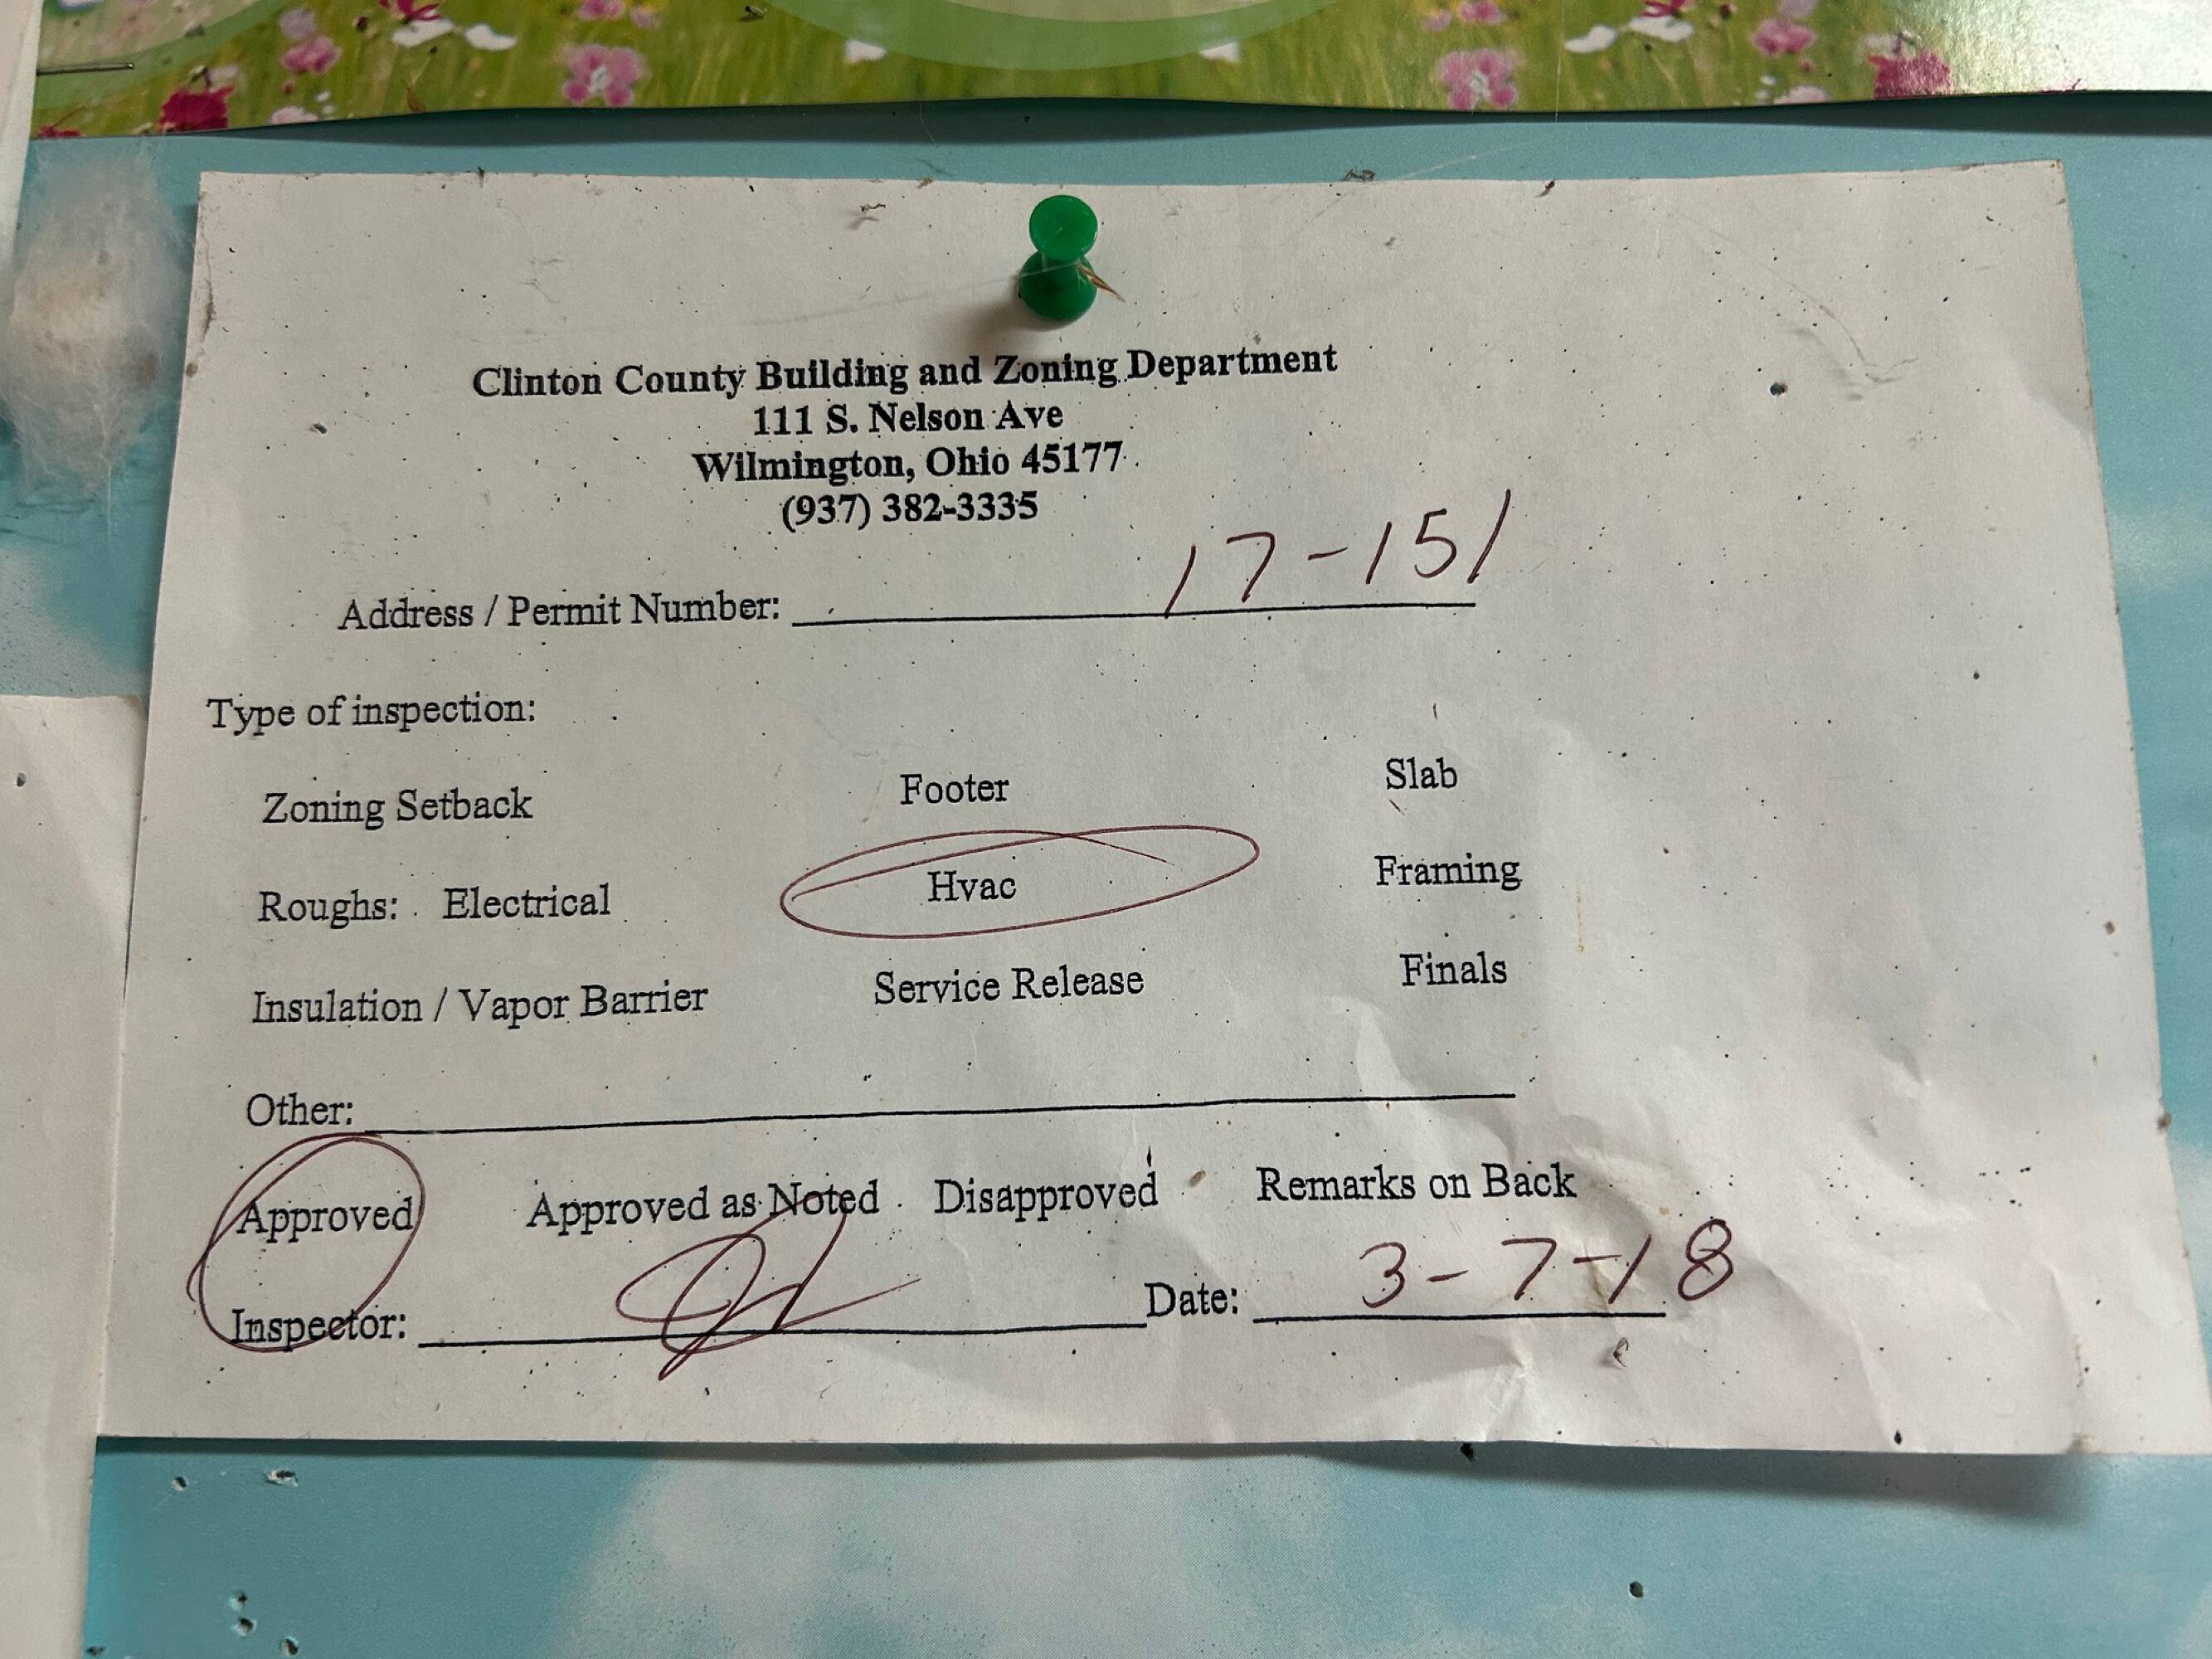 Clinton County Building and Zoning Department
111 S. Nelson Ave
Wilmington, Ohio 45177
(937) 382-3335
Address / Permit Number: 17-151
Type of inspection:
Zoning Setback Footer Slab
Roughs: Electrical Hvac Framing
Insulation / Vapor Barrier Service Release Finals
Other:
Approved Approved as Noted Disapproved Remarks on Back
Inspector: Date: 3-7-18